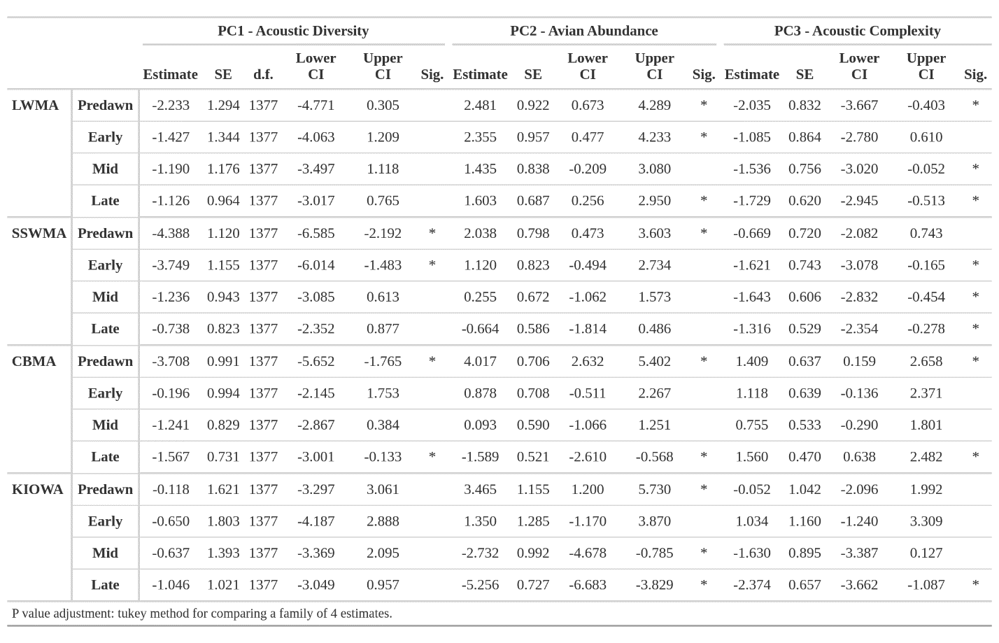 PC1 - Acoustic Diversity PC2 - Avian Abundance PC3 - Acoustic Complexity
Estimate SE d.f. Lower CI Upper CI Sig. Estimate SE Lower CI Upper CI Sig. Estimate SE Lower CI Upper CI Sig.
LWMA Predawn -2.233 1.294 1377 -4.771 0.305 2.481 0.922 0.673 4.289 * -2.035 0.832 -3.667 -0.403 *
Early -1.427 1.344 1377 -4.063 1.209 2.355 0.957 0.477 4.233 * -1.085 0.864 -2.780 0.610
Mid -1.190 1.176 1377 -3.497 1.118 1.435 0.838 -0.209 3.080 -1.536 0.756 -3.020 -0.052 *
Late -1.126 0.964 1377 -3.017 0.765 1.603 0.687 0.256 2.950 * -1.729 0.620 -2.945 -0.513 *
SSWMA Predawn -4.388 1.120 1377 -6.585 -2.192 * 2.038 0.798 0.473 3.603 * -0.669 0.720 -2.082 0.743
Early -3.749 1.155 1377 -6.014 -1.483 * 1.120 0.823 -0.494 2.734 -1.621 0.743 -3.078 -0.165 *
Mid -1.236 0.943 1377 -3.085 0.613 0.255 0.672 -1.062 1.573 -1.643 0.606 -2.832 -0.454 *
Late -0.738 0.823 1377 -2.352 0.877 -0.664 0.586 -1.814 0.486 -1.316 0.529 -2.354 -0.278 *
CBMA Predawn -3.708 0.991 1377 -5.652 -1.765 * 4.017 0.706 2.632 5.402 * 1.409 0.637 0.159 2.658 *
Early -0.196 0.994 1377 -2.145 1.753 0.878 0.708 -0.511 2.267 1.118 0.639 -0.136 2.371
Mid -1.241 0.829 1377 -2.867 0.384 0.093 0.590 -1.066 1.251 0.755 0.533 -0.290 1.801
Late -1.567 0.731 1377 -3.001 -0.133 * -1.589 0.521 -2.610 -0.568 * 1.560 0.470 0.638 2.482 *
KIOWA Predawn -0.118 1.621 1377 -3.297 3.061 3.465 1.155 1.200 5.730 * -0.052 1.042 -2.096 1.992
Early -0.650 1.803 1377 -4.187 2.888 1.350 1.285 -1.170 3.870 1.034 1.160 -1.240 3.309
Mid -0.637 1.393 1377 -3.369 2.095 -2.732 0.992 -4.678 -0.785 * -1.630 0.895 -3.387 0.127
Late -1.046 1.021 1377 -3.049 0.957 -5.256 0.727 -6.683 -3.829 * -2.374 0.657 -3.662 -1.087 *
P value adjustment: tukey method for comparing a family of 4 estimates.